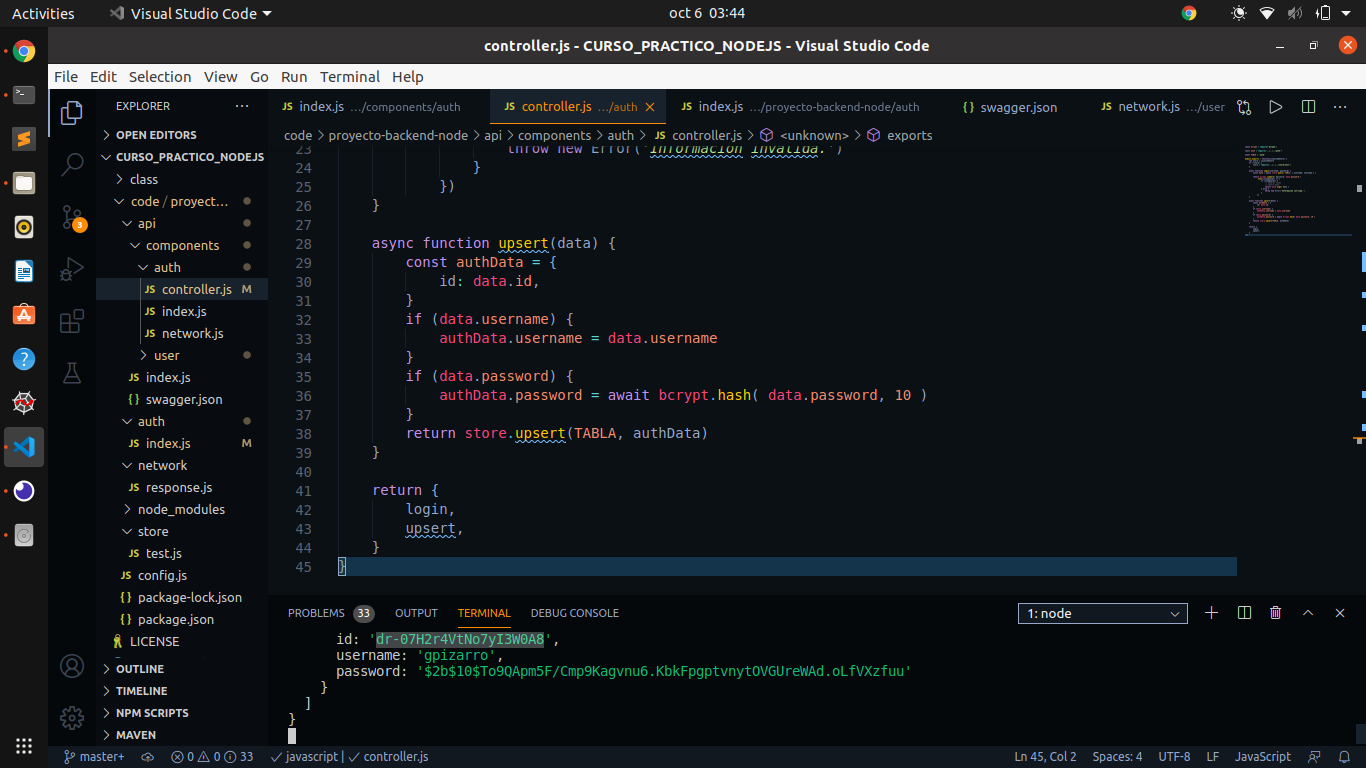 Activities
Visual Studio Code
oct 6 03:44
controller.js - CURSO_PRACTICO_NODEJS - Visual Studio Code
File Edit Selection View Go Run Terminal Help
EXPLORER
OPEN EDITORS
CURSO_PRACTICO_NODEJS
class
code / proyect...
api
components
auth
JS controller.js M
JS index.js
JS network.js
user
JS index.js
{} swagger.json
auth
JS index.js M
network
JS response.js
node_modules
store
JS test.js
JS config.js
{} package-lock.json
{} package.json
LICENSE
OUTLINE
TIMELINE
NPM SCRIPTS
MAVEN
3
JS index.js .../components/auth
JS controller.js .../auth
JS index.js .../proyecto-backend-node/auth
{} swagger.json
JS network.js .../user
code > proyecto-backend-node > api > components > auth > JS controller.js > <unknown> > exports
23 throw new Error('Información invalida.')
24 }
25 })
26 }
27
28 async function upsert(data) {
29 const authData = {
30 id: data.id,
31 }
32 if (data.username) {
33 authData.username = data.username
34 }
35 if (data.password) {
36 authData.password = await bcrypt.hash( data.password, 10 )
37 }
38 return store.upsert(TABLA, authData)
39 }
40
41 return {
42 login,
43 upsert,
44 }
45 }
PROBLEMS 33 OUTPUT TERMINAL DEBUG CONSOLE
1: node
id: 'dr-07H2r4VtNo7yI3W0A8',
username: 'gpizarro',
password: '$2b$10$To9QApm5F/Cmp9Kagvnu6.KbkFpgptvnytOVGUreWAd.oLfVXzfuu'
}
]
}
master+ 0 0 33 javascript | controller.js
Ln 45, Col 2 Spaces: 4 UTF-8 LF JavaScript